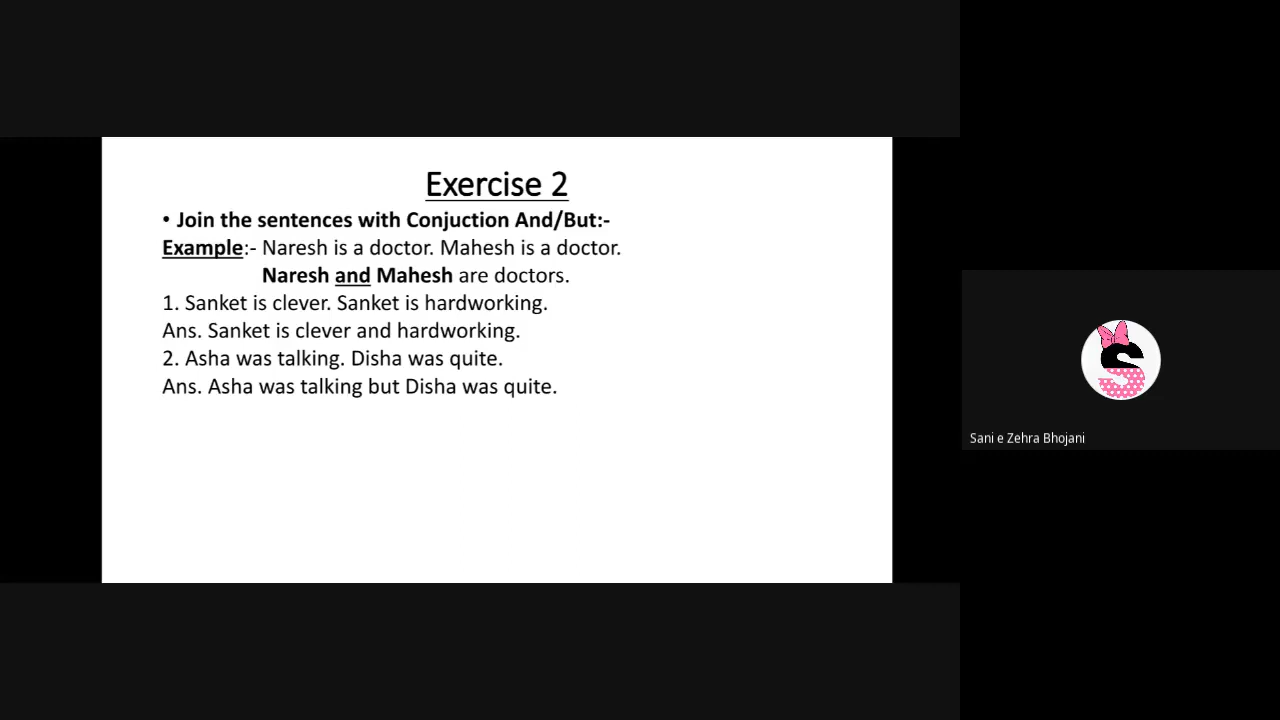 Exercise 2
• Join the sentences with Conjuction And/But:-
Example:- Naresh is a doctor. Mahesh is a doctor.
Naresh and Mahesh are doctors.
1. Sanket is clever. Sanket is hardworking.
Ans. Sanket is clever and hardworking.
2. Asha was talking. Disha was quite.
Ans. Asha was talking but Disha was quite.
S
Sani e Zehra Bhojani